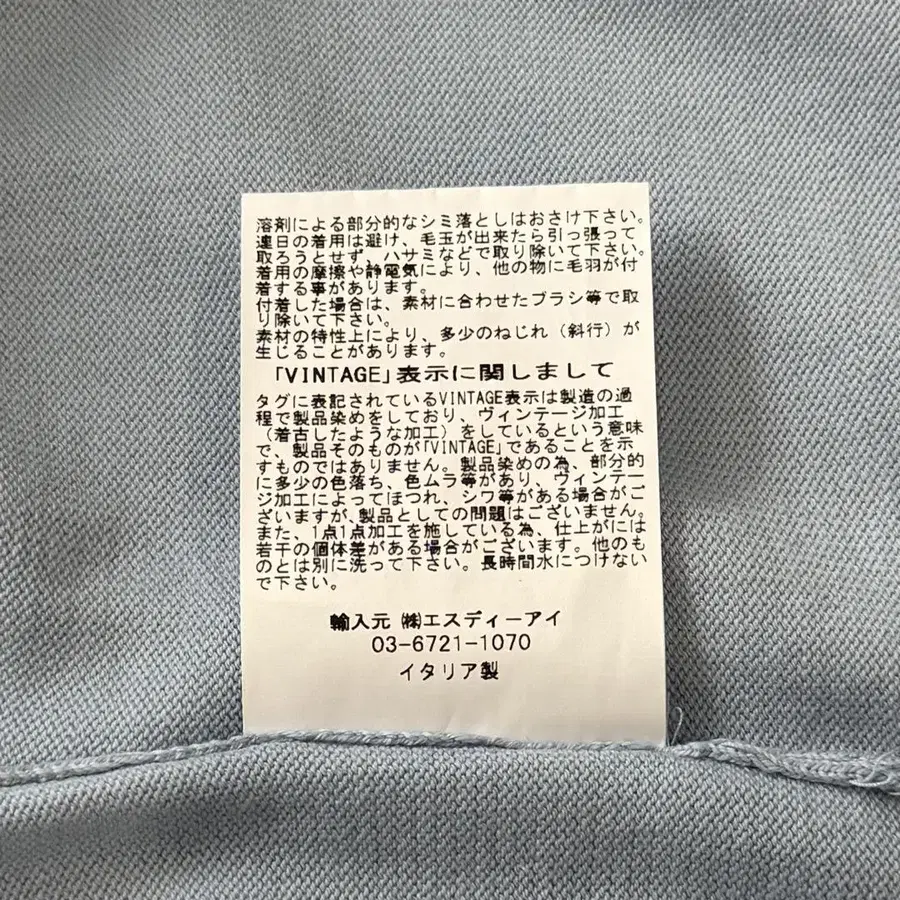 溶剤による部分的なシミ落としはおさけ下さい。
連日の着用は避け、毛玉が出来たら引っ張って
取ろうとせず、ハサミなどで取り除いて下さい。
着用の摩擦や静電気により、他の物に毛羽が付
着する事があります。
付着した場合は、素材に合わせたブラシ等で取
り除いて下さい。
素材の特性上により、多少のねじれ（斜行）が
生じることがあります。
「VINTAGE」表示に関しまして
タグに表記されているVINTAGE表示は製造の過
程で製品染めをしており、ヴィンテージ加工
（着古したような加工）をしているという意味
で、製品そのものが「VINTAGE」であることを示
すものではありません。製品染めの為、部分的
に多少の色落ち、色ムラ等があり、ヴィンテー
ジ加工によってほつれ、シワ等がある場合がご
ざいますが、製品としての問題はございません。
また、1点1点加工を施している為、仕上がには
若干の個体差がある場合がございます。他のも
のとは別に洗って下さい。長時間水につけない
で下さい。
輸入元 ㈱エスディーアイ
03-6721-1070
イタリア製